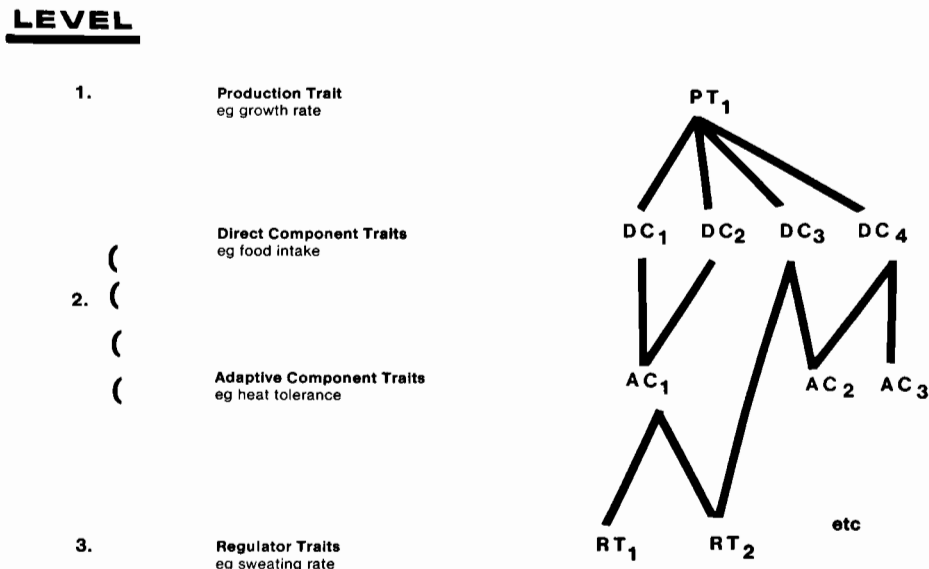 LEVEL
1. Production Trait PT1
eg growth rate
Direct Component Traits DC1 DC2 DC3 DC4
eg food intake
(
2. (
(
(
Adaptive Component Traits AC1 AC2 AC3
eg heat tolerance
etc
3. Regulator Traits RT1 RT2
eg sweating rate